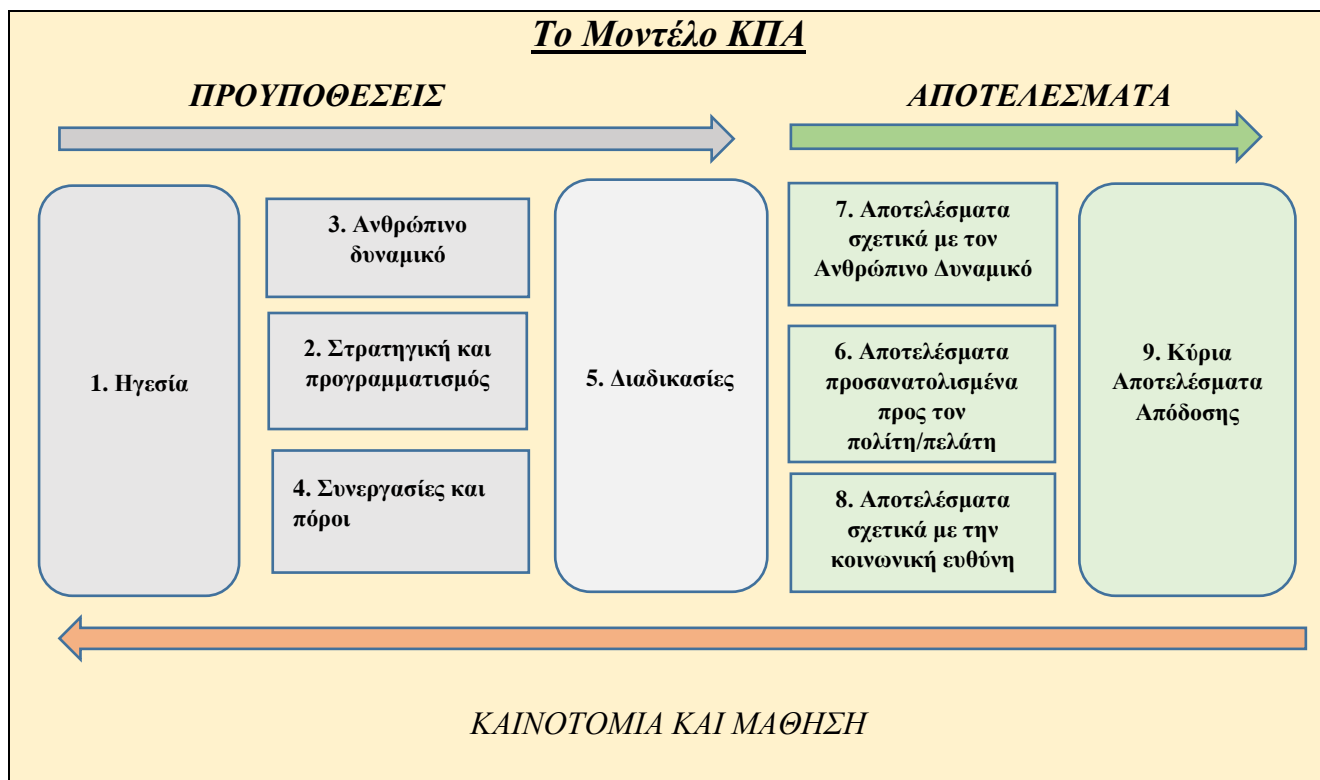 Το Μοντέλο ΚΠΑ
ΠΡΟΥΠΟΘΕΣΕΙΣ
ΑΠΟΤΕΛΕΣΜΑΤΑ
1. Ηγεσία
3. Ανθρώπινο
δυναμικό
2. Στρατηγική και
προγραμματισμός
4. Συνεργασίες και
πόροι
5. Διαδικασίες
7. Αποτελέσματα
σχετικά με τον
Ανθρώπινο Δυναμικό
6. Αποτελέσματα
προσανατολισμένα
προς τον
πολίτη/πελάτη
8. Αποτελέσματα
σχετικά με την
κοινωνική ευθύνη
9. Κύρια
Αποτελέσματα
Απόδοσης
ΚΑΙΝΟΤΟΜΙΑ ΚΑΙ ΜΑΘΗΣΗ